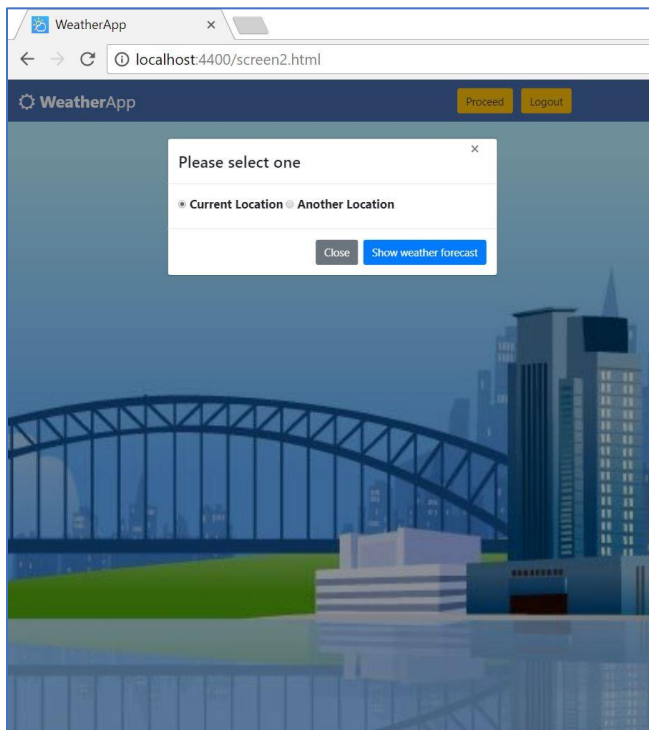 WeatherApp
localhost:4400/screen2.html
WeatherApp Proceed Logout
Please select one
Current Location Another Location
Close Show weather forecast